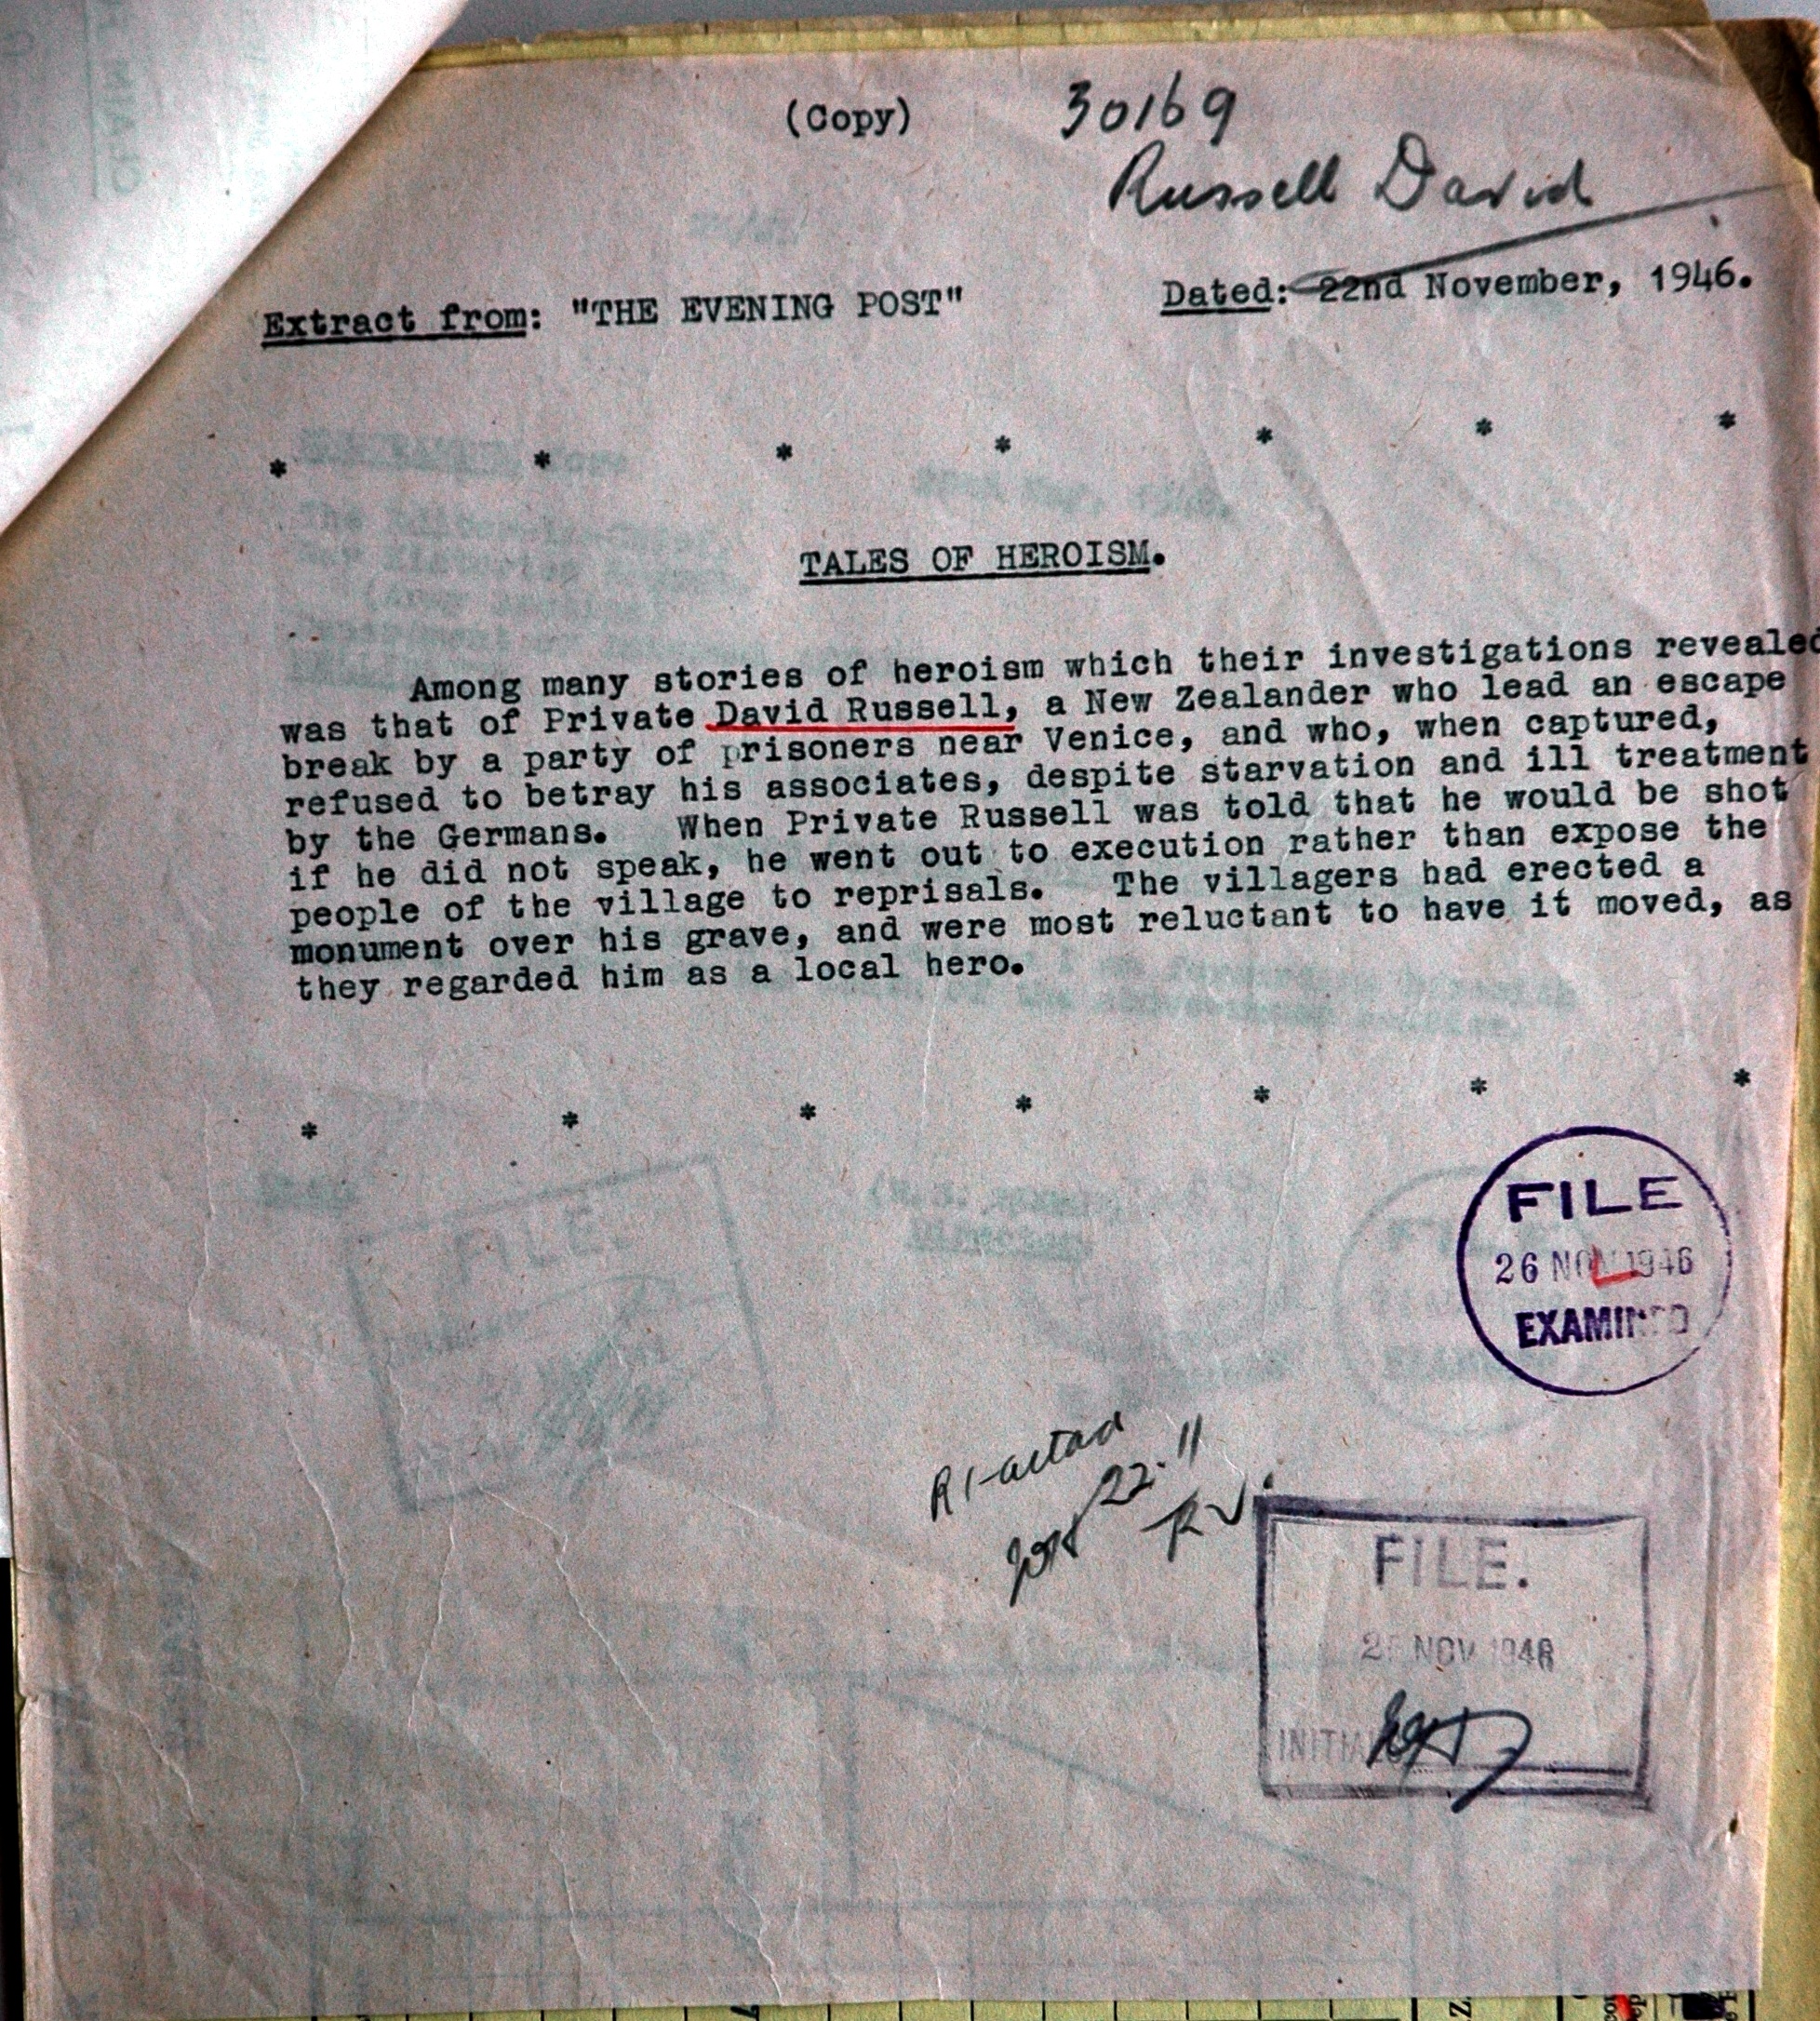 (Copy)
30169
Russell David
Extract from: "THE EVENING POST"
Dated: 22nd November, 1946.
* * * * * * *
TALES OF HEROISM.
Among many stories of heroism which their investigations revealed
was that of Private David Russell, a New Zealander who lead an escape
break by a party of prisoners near Venice, and who, when captured,
refused to betray his associates, despite starvation and ill treatment
by the Germans. When Private Russell was told that he would be shot
if he did not speak, he went out to execution rather than expose the
people of the village to reprisals. The villagers had erected a
monument over his grave, and were most reluctant to have it moved, as
they regarded him as a local hero.
* * * * * * *
FILE
26 NOV 1946
EXAMINED
22.11
FILE.
NOV 1946
INITIA